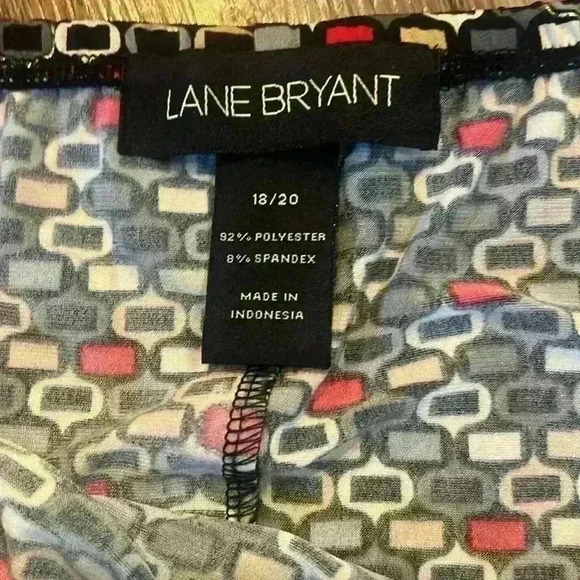 LANE BRYANT
18/20
92% POLYESTER
8% SPANDEX
MADE IN
INDONESIA